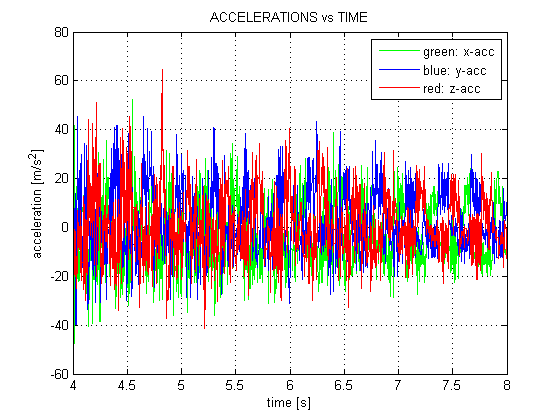 ACCELERATIONS vs TIME
green: x-acc
blue: y-acc
red: z-acc
80
60
40
20
0
-20
-40
-60
acceleration [m/s²]
4 4.5 5 5.5 6 6.5 7 7.5 8
time [s]